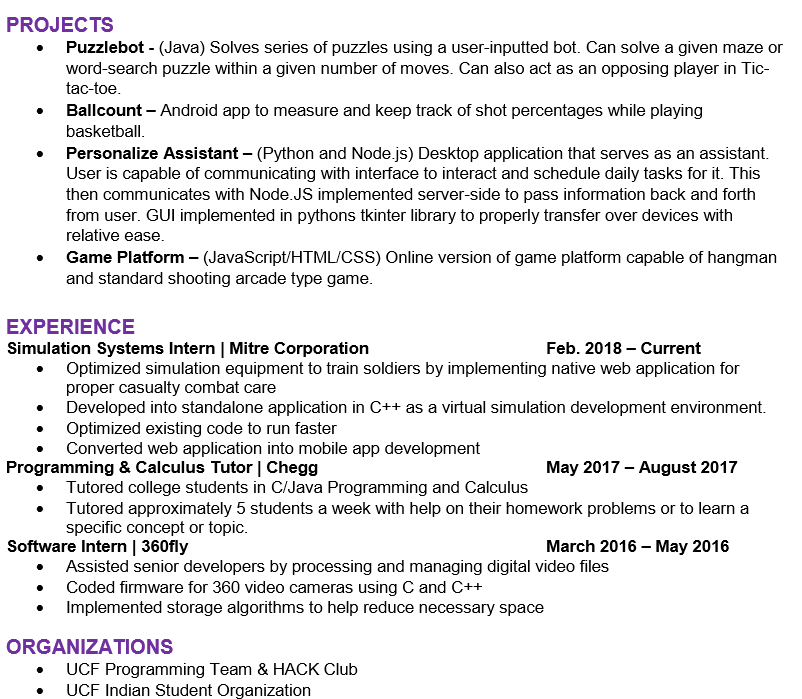 PROJECTS
• Puzzlebot - (Java) Solves series of puzzles using a user-inputted bot. Can solve a given maze or
word-search puzzle within a given number of moves. Can also act as an opposing player in Tic-
tac-toe.
• Ballcount – Android app to measure and keep track of shot percentages while playing
basketball.
• Personalize Assistant – (Python and Node.js) Desktop application that serves as an assistant.
User is capable of communicating with interface to interact and schedule daily tasks for it. This
then communicates with Node.JS implemented server-side to pass information back and forth
from user. GUI implemented in pythons tkinter library to properly transfer over devices with
relative ease.
• Game Platform – (JavaScript/HTML/CSS) Online version of game platform capable of hangman
and standard shooting arcade type game.
EXPERIENCE
Simulation Systems Intern | Mitre Corporation Feb. 2018 – Current
• Optimized simulation equipment to train soldiers by implementing native web application for
proper casualty combat care
• Developed into standalone application in C++ as a virtual simulation development environment.
• Optimized existing code to run faster
• Converted web application into mobile app development
Programming & Calculus Tutor | Chegg May 2017 – August 2017
• Tutored college students in C/Java Programming and Calculus
• Tutored approximately 5 students a week with help on their homework problems or to learn a
specific concept or topic.
Software Intern | 360fly March 2016 – May 2016
• Assisted senior developers by processing and managing digital video files
• Coded firmware for 360 video cameras using C and C++
• Implemented storage algorithms to help reduce necessary space
ORGANIZATIONS
• UCF Programming Team & HACK Club
• UCF Indian Student Organization